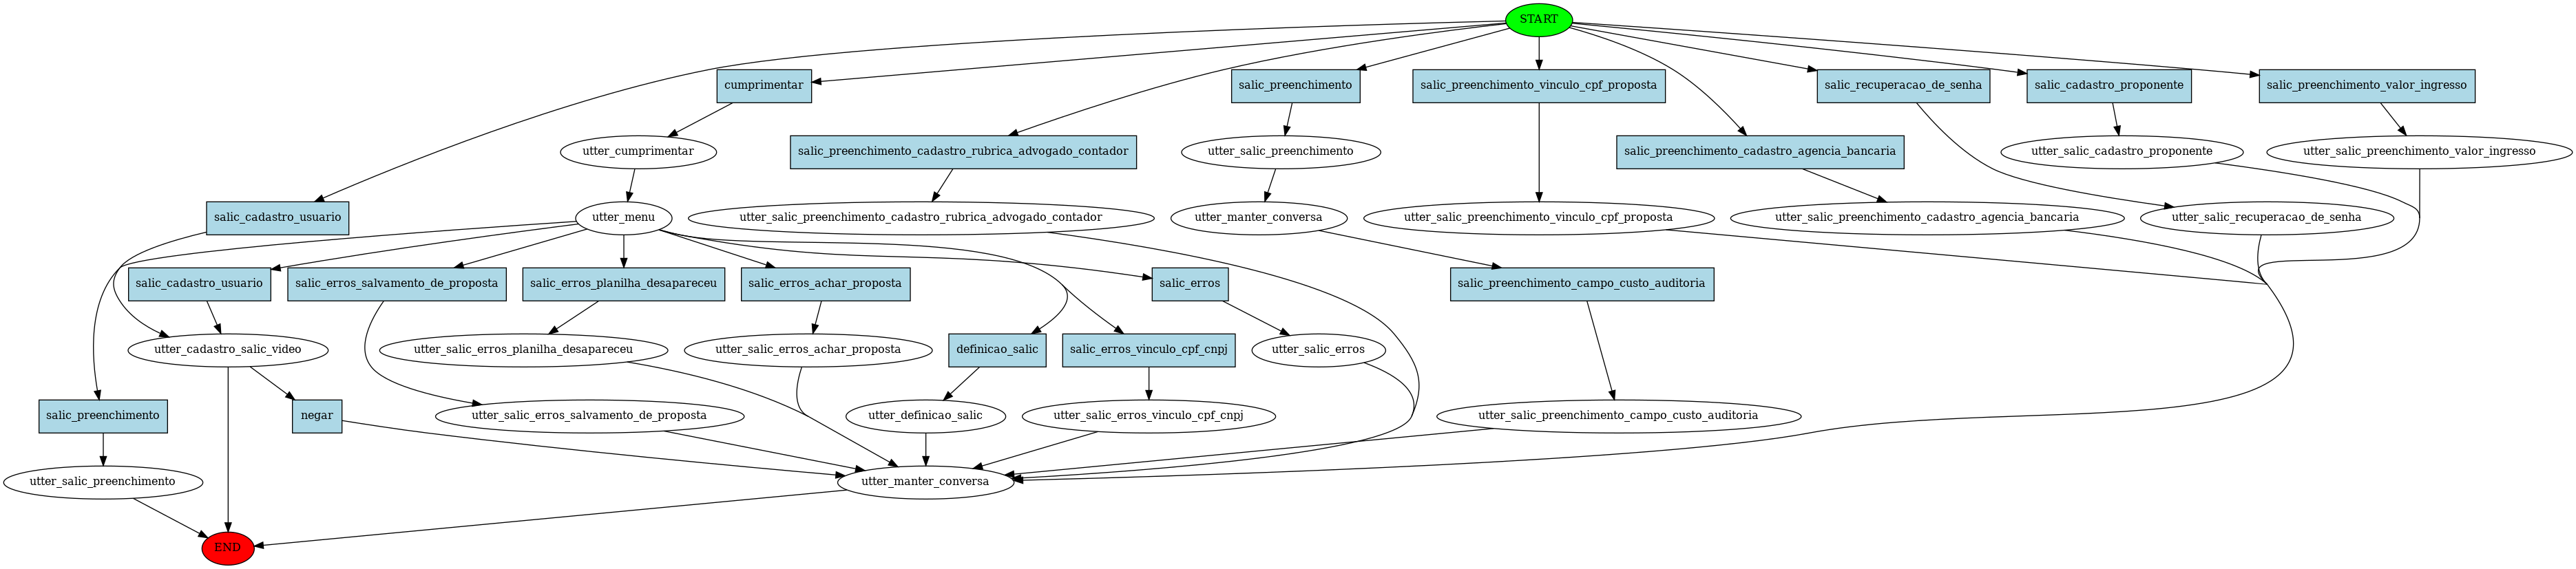 START
cumprimentar
salic_preenchimento
salic_preenchimento_vinculo_cpf_proposta
salic_recuperacao_de_senha
salic_cadastro_proponente
salic_preenchimento_valor_ingresso
utter_cumprimentar
salic_preenchimento_cadastro_rubrica_advogado_contador
utter_salic_preenchimento
salic_preenchimento_cadastro_agencia_bancaria
utter_salic_cadastro_proponente
utter_salic_preenchimento_valor_ingresso
salic_cadastro_usuario
utter_menu
utter_salic_preenchimento_cadastro_rubrica_advogado_contador
utter_manter_conversa
utter_salic_preenchimento_vinculo_cpf_proposta
utter_salic_preenchimento_cadastro_agencia_bancaria
utter_salic_recuperacao_de_senha
salic_cadastro_usuario
salic_erros_salvamento_de_proposta
salic_erros_planilha_desapareceu
salic_erros_achar_proposta
salic_erros
salic_preenchimento_campo_custo_auditoria
utter_cadastro_salic_video
utter_salic_erros_planilha_desapareceu
utter_salic_erros_achar_proposta
definicao_salic
salic_erros_vinculo_cpf_cnpj
utter_salic_erros
salic_preenchimento
negar
utter_salic_erros_salvamento_de_proposta
utter_definicao_salic
utter_salic_erros_vinculo_cpf_cnpj
utter_salic_preenchimento_campo_custo_auditoria
utter_salic_preenchimento
utter_manter_conversa
END